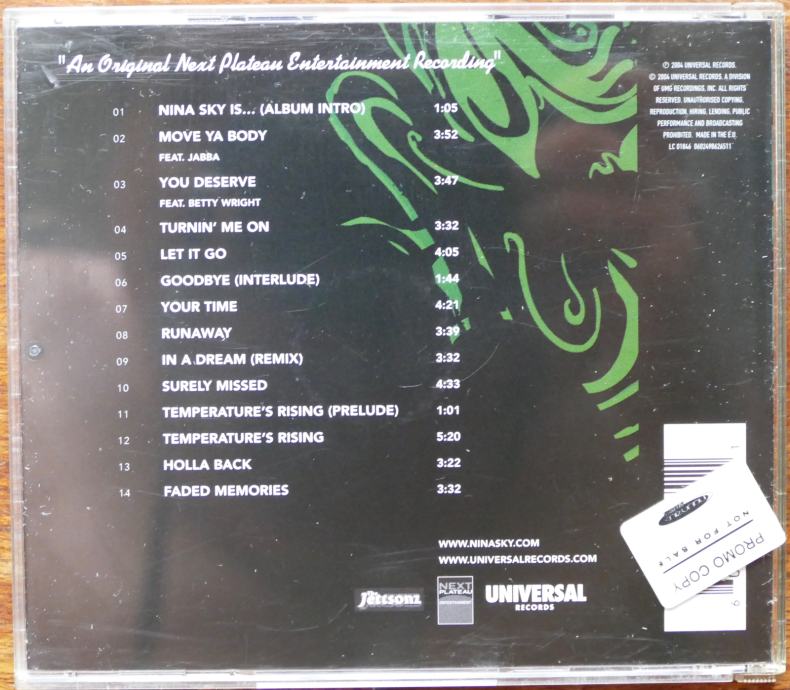 "An Original Next Plateau Entertainment Recording"
℗ 2004 UNIVERSAL RECORDS.
© 2004 UNIVERSAL RECORDS. A DIVISION
OF UMG RECORDINGS, INC. ALL RIGHTS
RESERVED. UNAUTHORISED COPYING,
REPRODUCTION, HIRING, LENDING, PUBLIC
PERFORMANCE AND BROADCASTING
PROHIBITED. MADE IN THE E.U.
LC 01846 0602498626511
01 NINA SKY IS... (ALBUM INTRO) 1:05
02 MOVE YA BODY 3:52
FEAT. JABBA
03 YOU DESERVE 3:47
FEAT. BETTY WRIGHT
04 TURNIN' ME ON 3:32
05 LET IT GO 4:05
06 GOODBYE (INTERLUDE) 1:44
07 YOUR TIME 4:21
08 RUNAWAY 3:39
09 IN A DREAM (REMIX) 3:32
10 SURELY MISSED 4:33
11 TEMPERATURE'S RISING (PRELUDE) 1:01
12 TEMPERATURE'S RISING 5:20
13 HOLLA BACK 3:22
14 FADED MEMORIES 3:32
WWW.NINASKY.COM
WWW.UNIVERSALRECORDS.COM
The Jettsonz
NEXT
PLATEAU
ENTERTAINMENT
UNIVERSAL
RECORDS
NOT FOR SALE
PROMO COPY